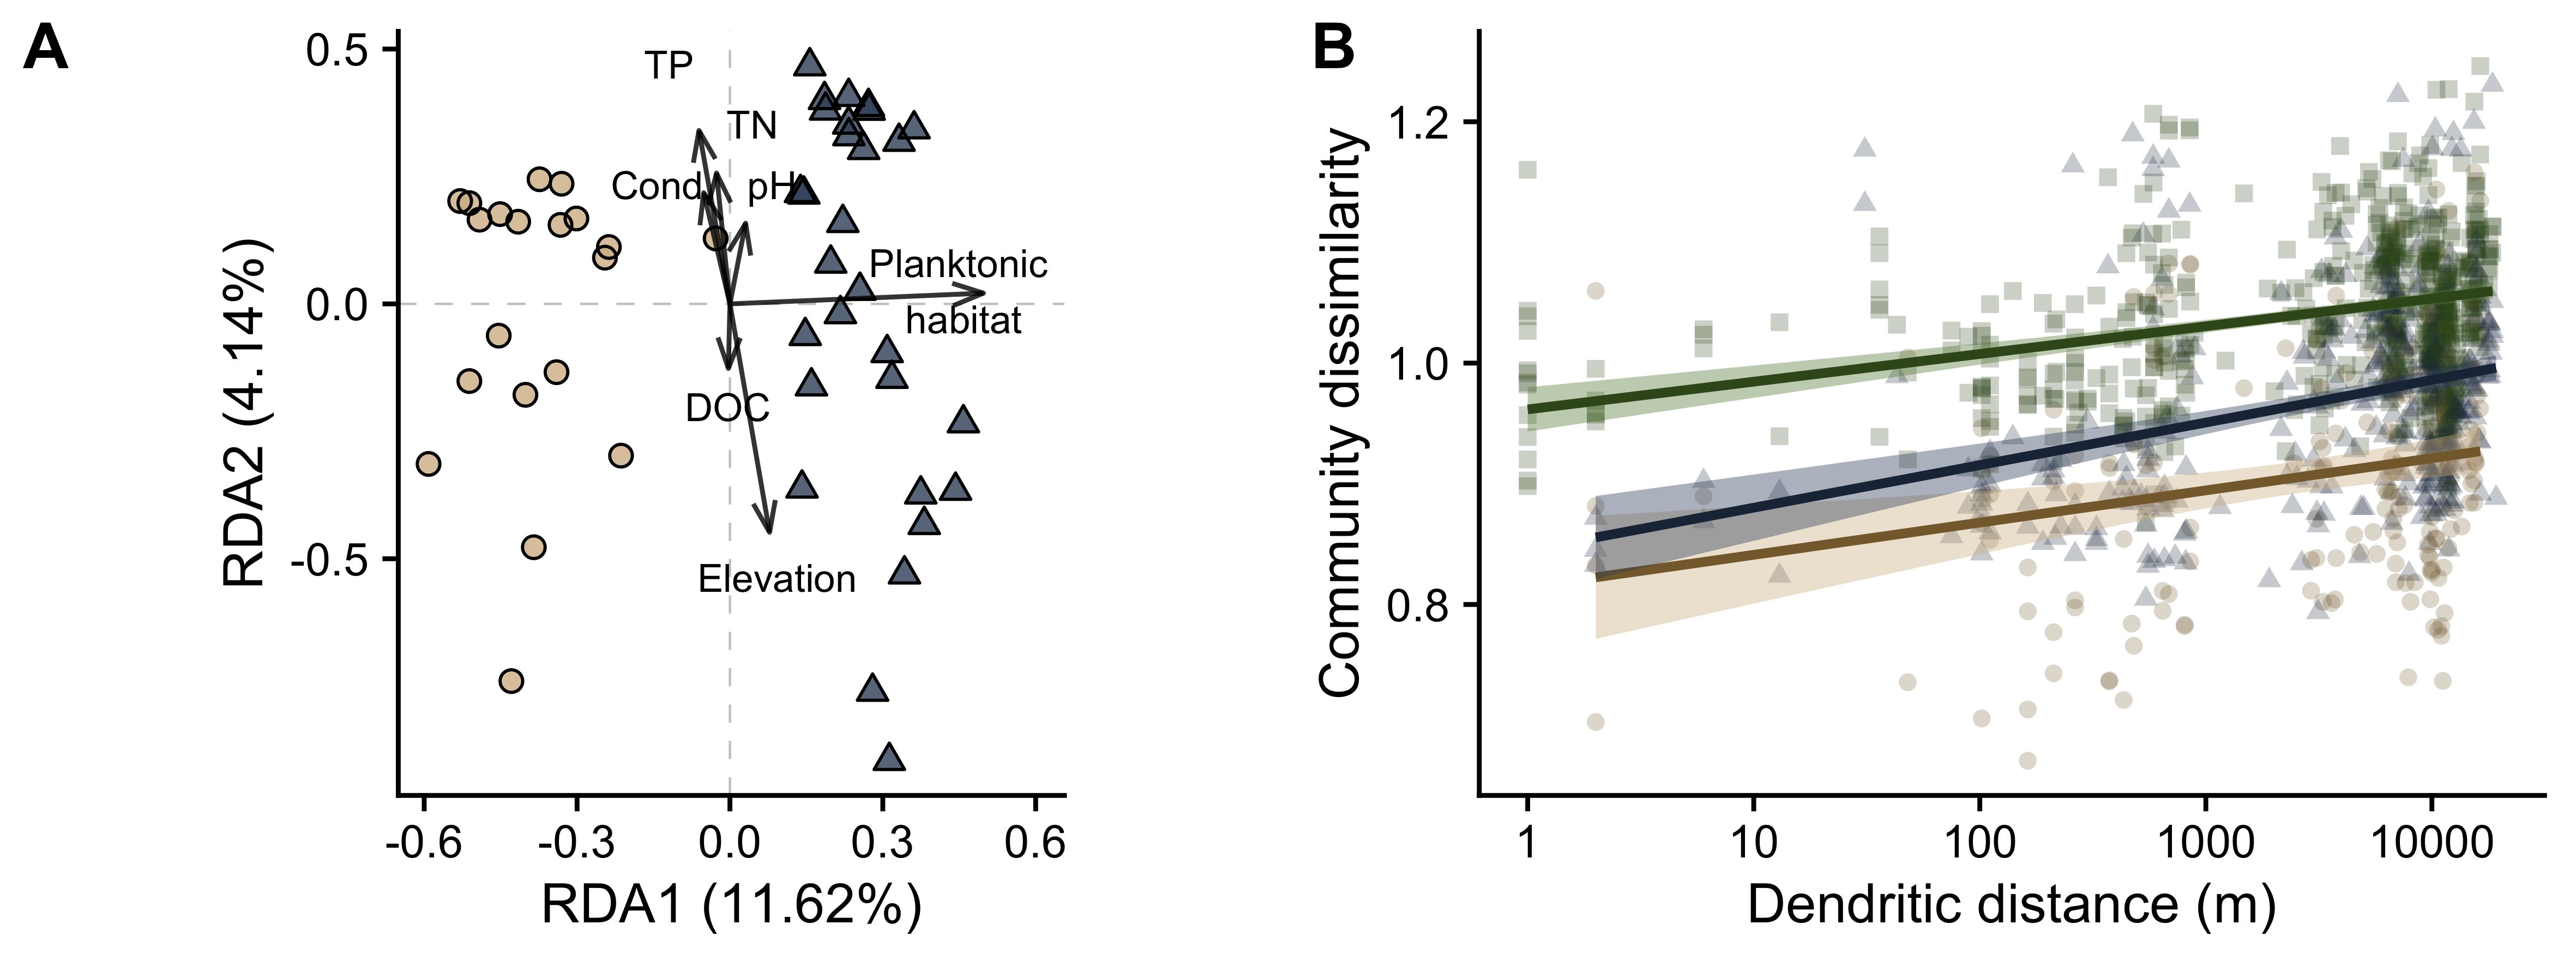 A
0.5
0.0
-0.5
RDA2 (4.14%)
-0.6
-0.3
0.0
0.3
0.6
RDA1 (11.62%)
TP
TN
Cond.
pH
Planktonic
habitat
DOC
Elevation
B
1.2
1.0
0.8
Community dissimilarity
1
10
100
1000
10000
Dendritic distance (m)